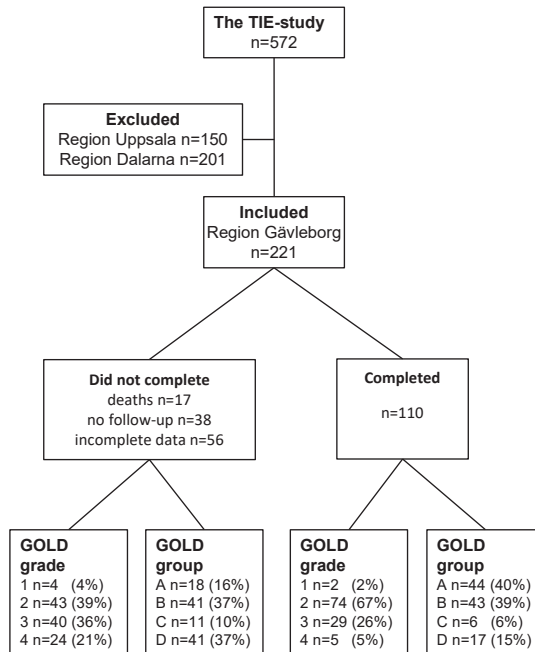 The TIE-study
n=572
Excluded
Region Uppsala n=150
Region Dalarna n=201
Included
Region Gävleborg
n=221
Did not complete
deaths n=17
no follow-up n=38
incomplete data n=56
Completed
n=110
GOLD
grade
1 n=4 (4%)
2 n=43 (39%)
3 n=40 (36%)
4 n=24 (21%)
GOLD
group
A n=18 (16%)
B n=41 (37%)
C n=11 (10%)
D n=41 (37%)
GOLD
grade
1 n=2 (2%)
2 n=74 (67%)
3 n=29 (26%)
4 n=5 (5%)
GOLD
group
A n=44 (40%)
B n=43 (39%)
C n=6 (6%)
D n=17 (15%)